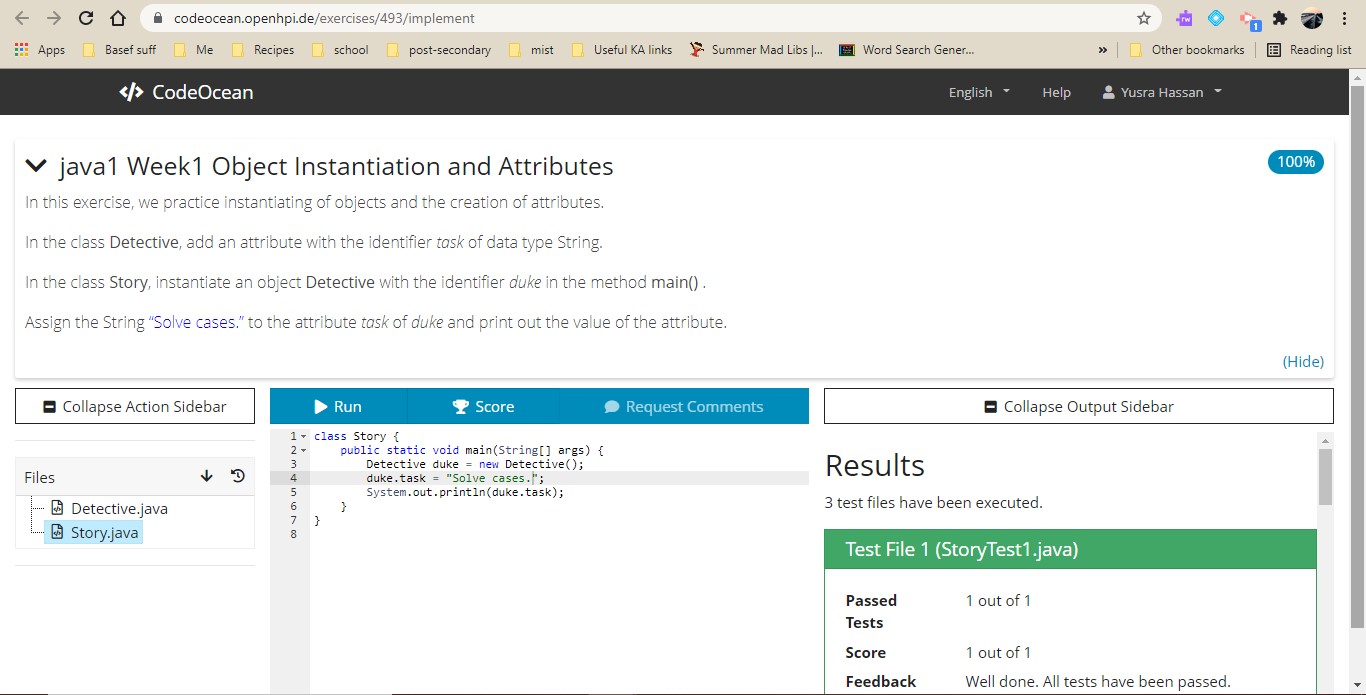 codeocean.openhpi.de/exercises/493/implement
rw 1
Apps Basef suff Me Recipes school post-secondary mist Useful KA links Summer Mad Libs |... Word Search Gener... » Other bookmarks Reading list
</> CodeOcean English Help Yusra Hassan
java1 Week1 Object Instantiation and Attributes 100%
In this exercise, we practice instantiating of objects and the creation of attributes.
In the class Detective, add an attribute with the identifier task of data type String.
In the class Story, instantiate an object Detective with the identifier duke in the method main() .
Assign the String “Solve cases.” to the attribute task of duke and print out the value of the attribute.
(Hide)
Collapse Action Sidebar Run Score Request Comments Collapse Output Sidebar
Files
Detective.java
Story.java
1 class Story {
2 public static void main(String[] args) {
3 Detective duke = new Detective();
4 duke.task = "Solve cases.";
5 System.out.println(duke.task);
6 }
7 }
8
Results
3 test files have been executed.
Test File 1 (StoryTest1.java)
Passed Tests 1 out of 1
Score 1 out of 1
Feedback Well done. All tests have been passed.